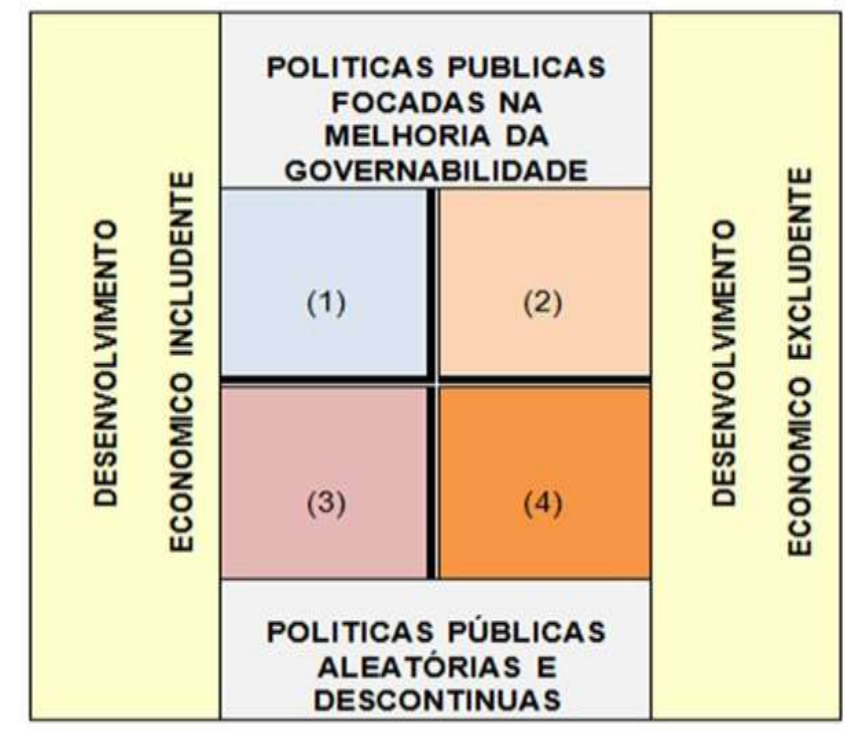 POLITICAS PUBLICAS
FOCADAS NA
MELHORIA DA
GOVERNABILIDADE
DESENVOLVIMENTO
ECONOMICO INCLUDENTE
(1)
(2)
(3)
(4)
DESENVOLVIMENTO
ECONOMICO EXCLUDENTE
POLITICAS PÚBLICAS
ALEATÓRIAS E
DESCONTINUAS